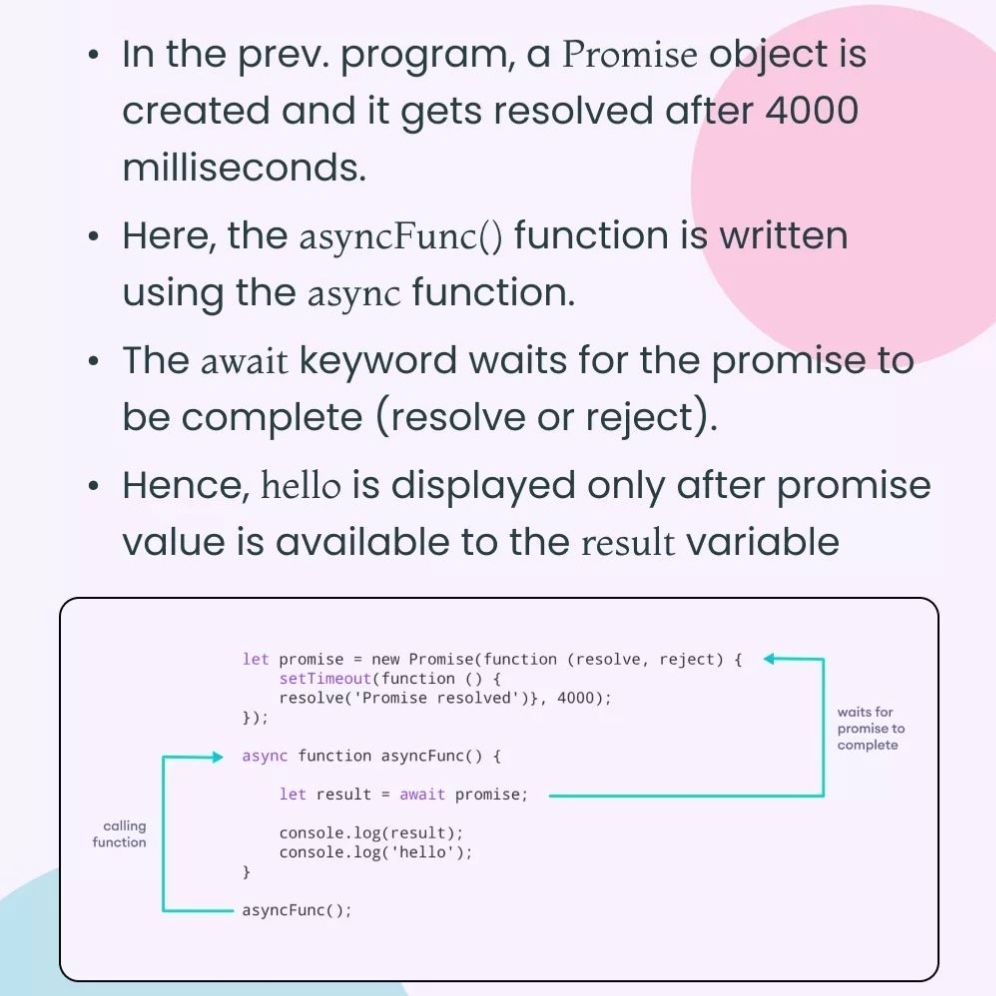 • In the prev. program, a Promise object is
created and it gets resolved after 4000
milliseconds.
• Here, the asyncFunc() function is written
using the async function.
• The await keyword waits for the promise to
be complete (resolve or reject).
• Hence, hello is displayed only after promise
value is available to the result variable
let promise = new Promise(function (resolve, reject) {
setTimeout(function () {
resolve('Promise resolved')}, 4000);
});
waits for
promise to
complete
async function asyncFunc() {
let result = await promise;
calling
function
console.log(result);
console.log('hello');
}
asyncFunc();